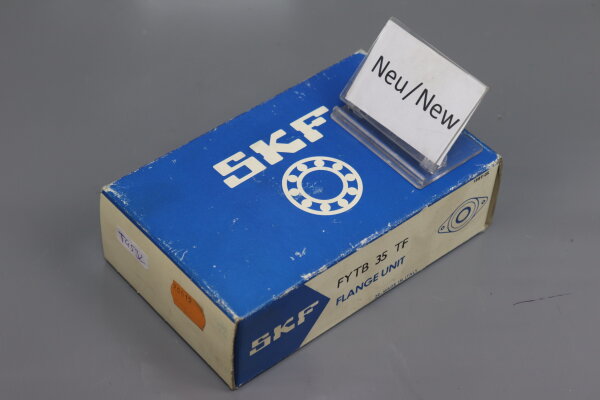 Neu/New
SKF
FYTB 35 TF
FLANGE UNIT
SKF